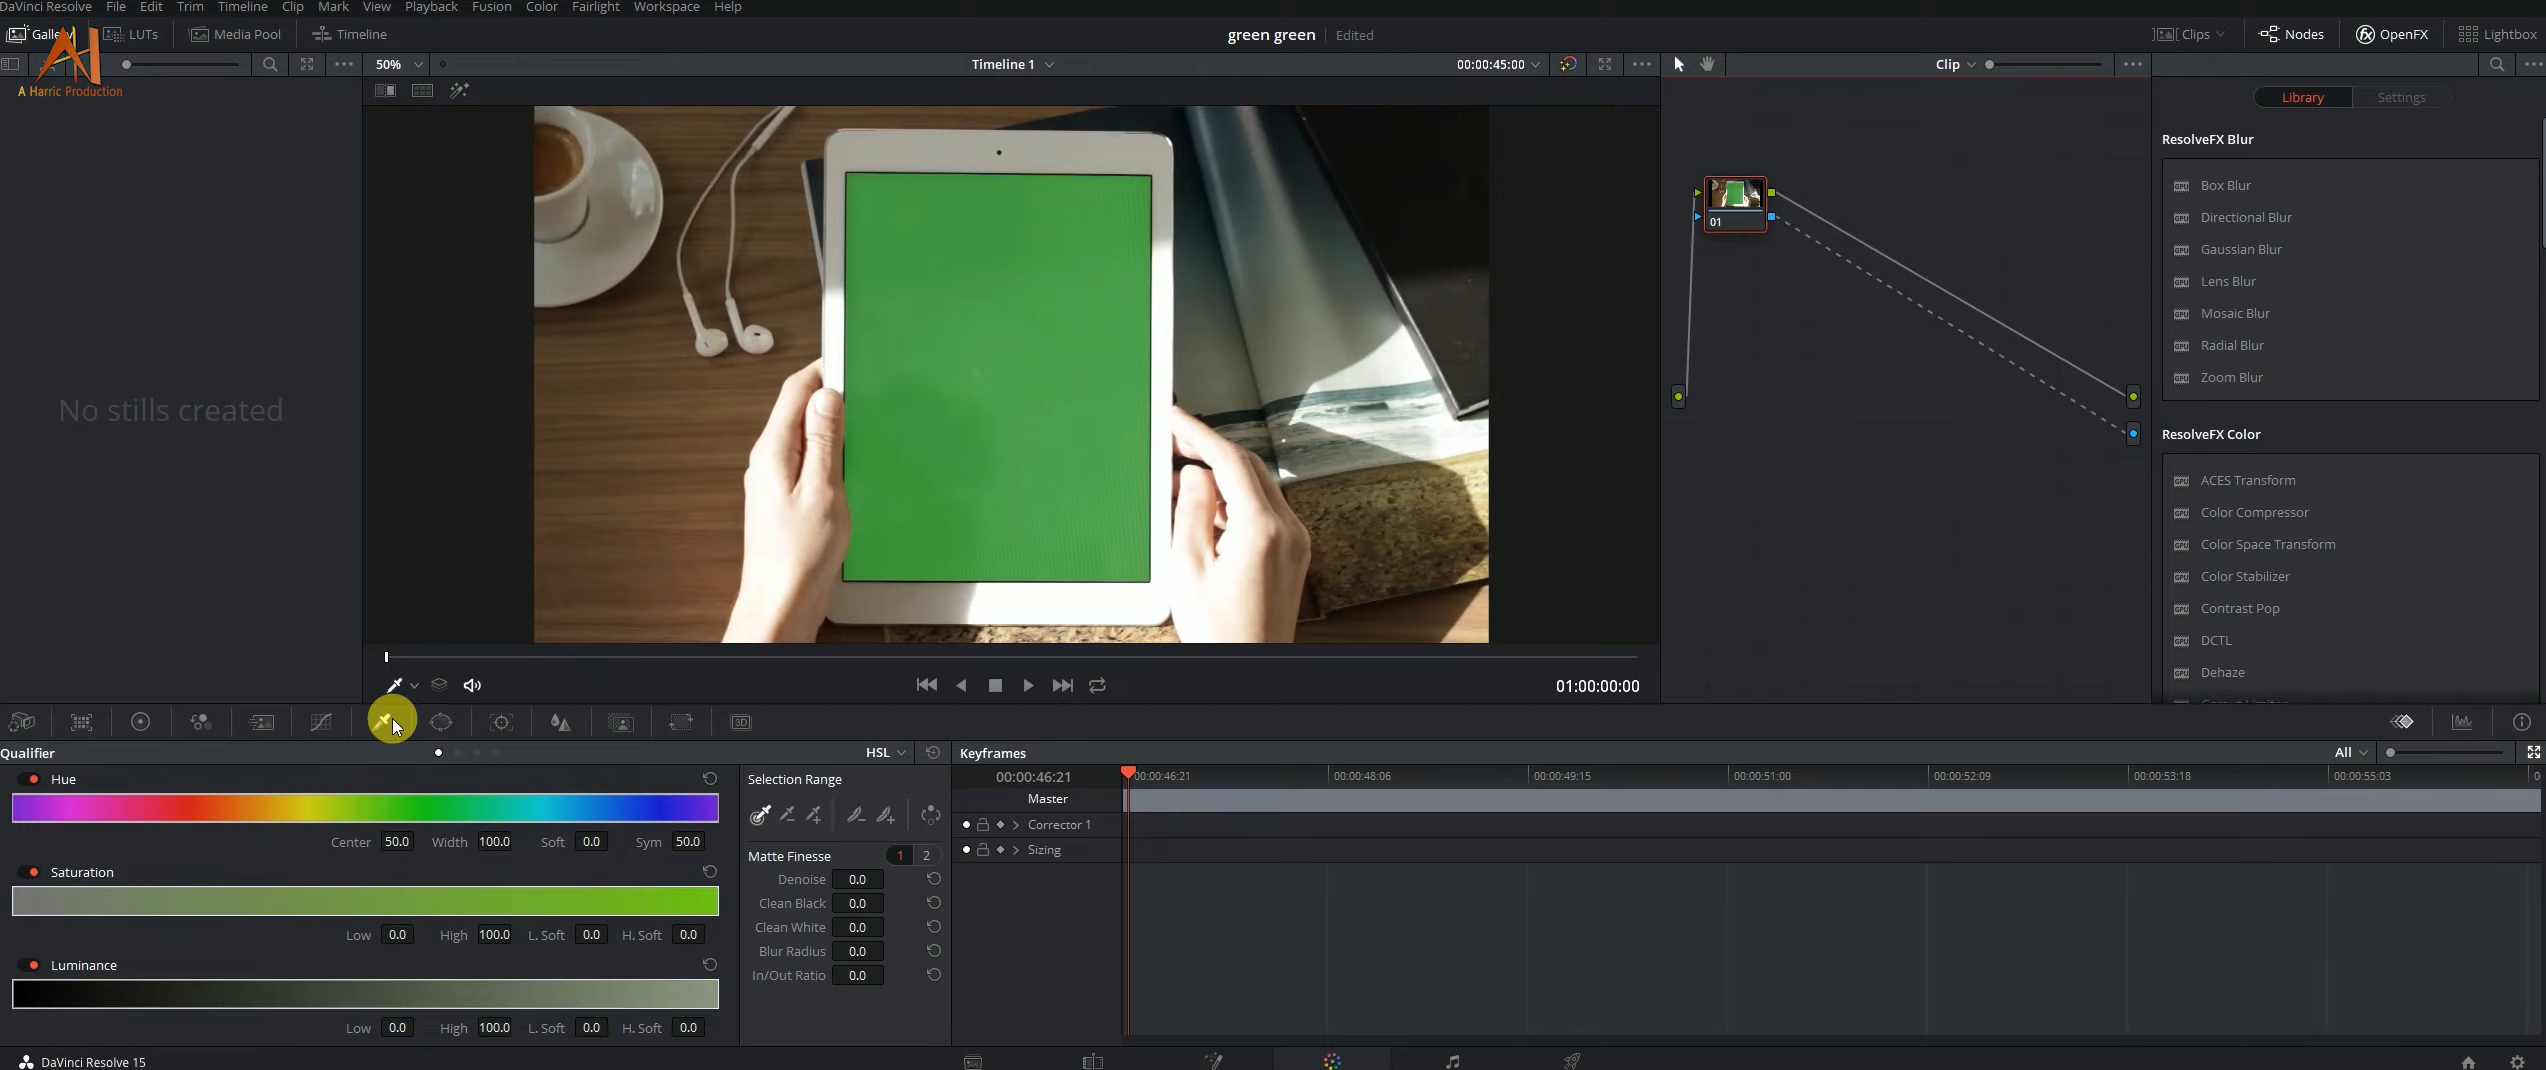 DaVinci Resolve File Edit Trim Timeline Clip Mark View Playback Fusion Color Fairlight Workspace Help
Gallery LUTs Media Pool Timeline green green Edited Clips Nodes OpenFX Lightbox
50% Timeline 1 00:00:45:00 Clip
AH
A Harric Production
Library Settings
ResolveFX Blur
Box Blur
Directional Blur
Gaussian Blur
Lens Blur
Mosaic Blur
Radial Blur
Zoom Blur
01
No stills created
ResolveFX Color
ACES Transform
Color Compressor
Color Space Transform
Color Stabilizer
Contrast Pop
DCTL
Dehaze
01:00:00:00
3D
Qualifier HSL
Hue
Center 50.0 Width 100.0 Soft 0.0 Sym 50.0
Saturation
Low 0.0 High 100.0 L. Soft 0.0 H. Soft 0.0
Luminance
Low 0.0 High 100.0 L. Soft 0.0 H. Soft 0.0
Selection Range
Matte Finesse 1 2
Denoise 0.0
Clean Black 0.0
Clean White 0.0
Blur Radius 0.0
In/Out Ratio 0.0
Keyframes All
00:00:46:21 00:00:46:21 00:00:48:06 00:00:49:15 00:00:51:00 00:00:52:09 00:00:53:18 00:00:55:03
Master
Corrector 1
Sizing
DaVinci Resolve 15